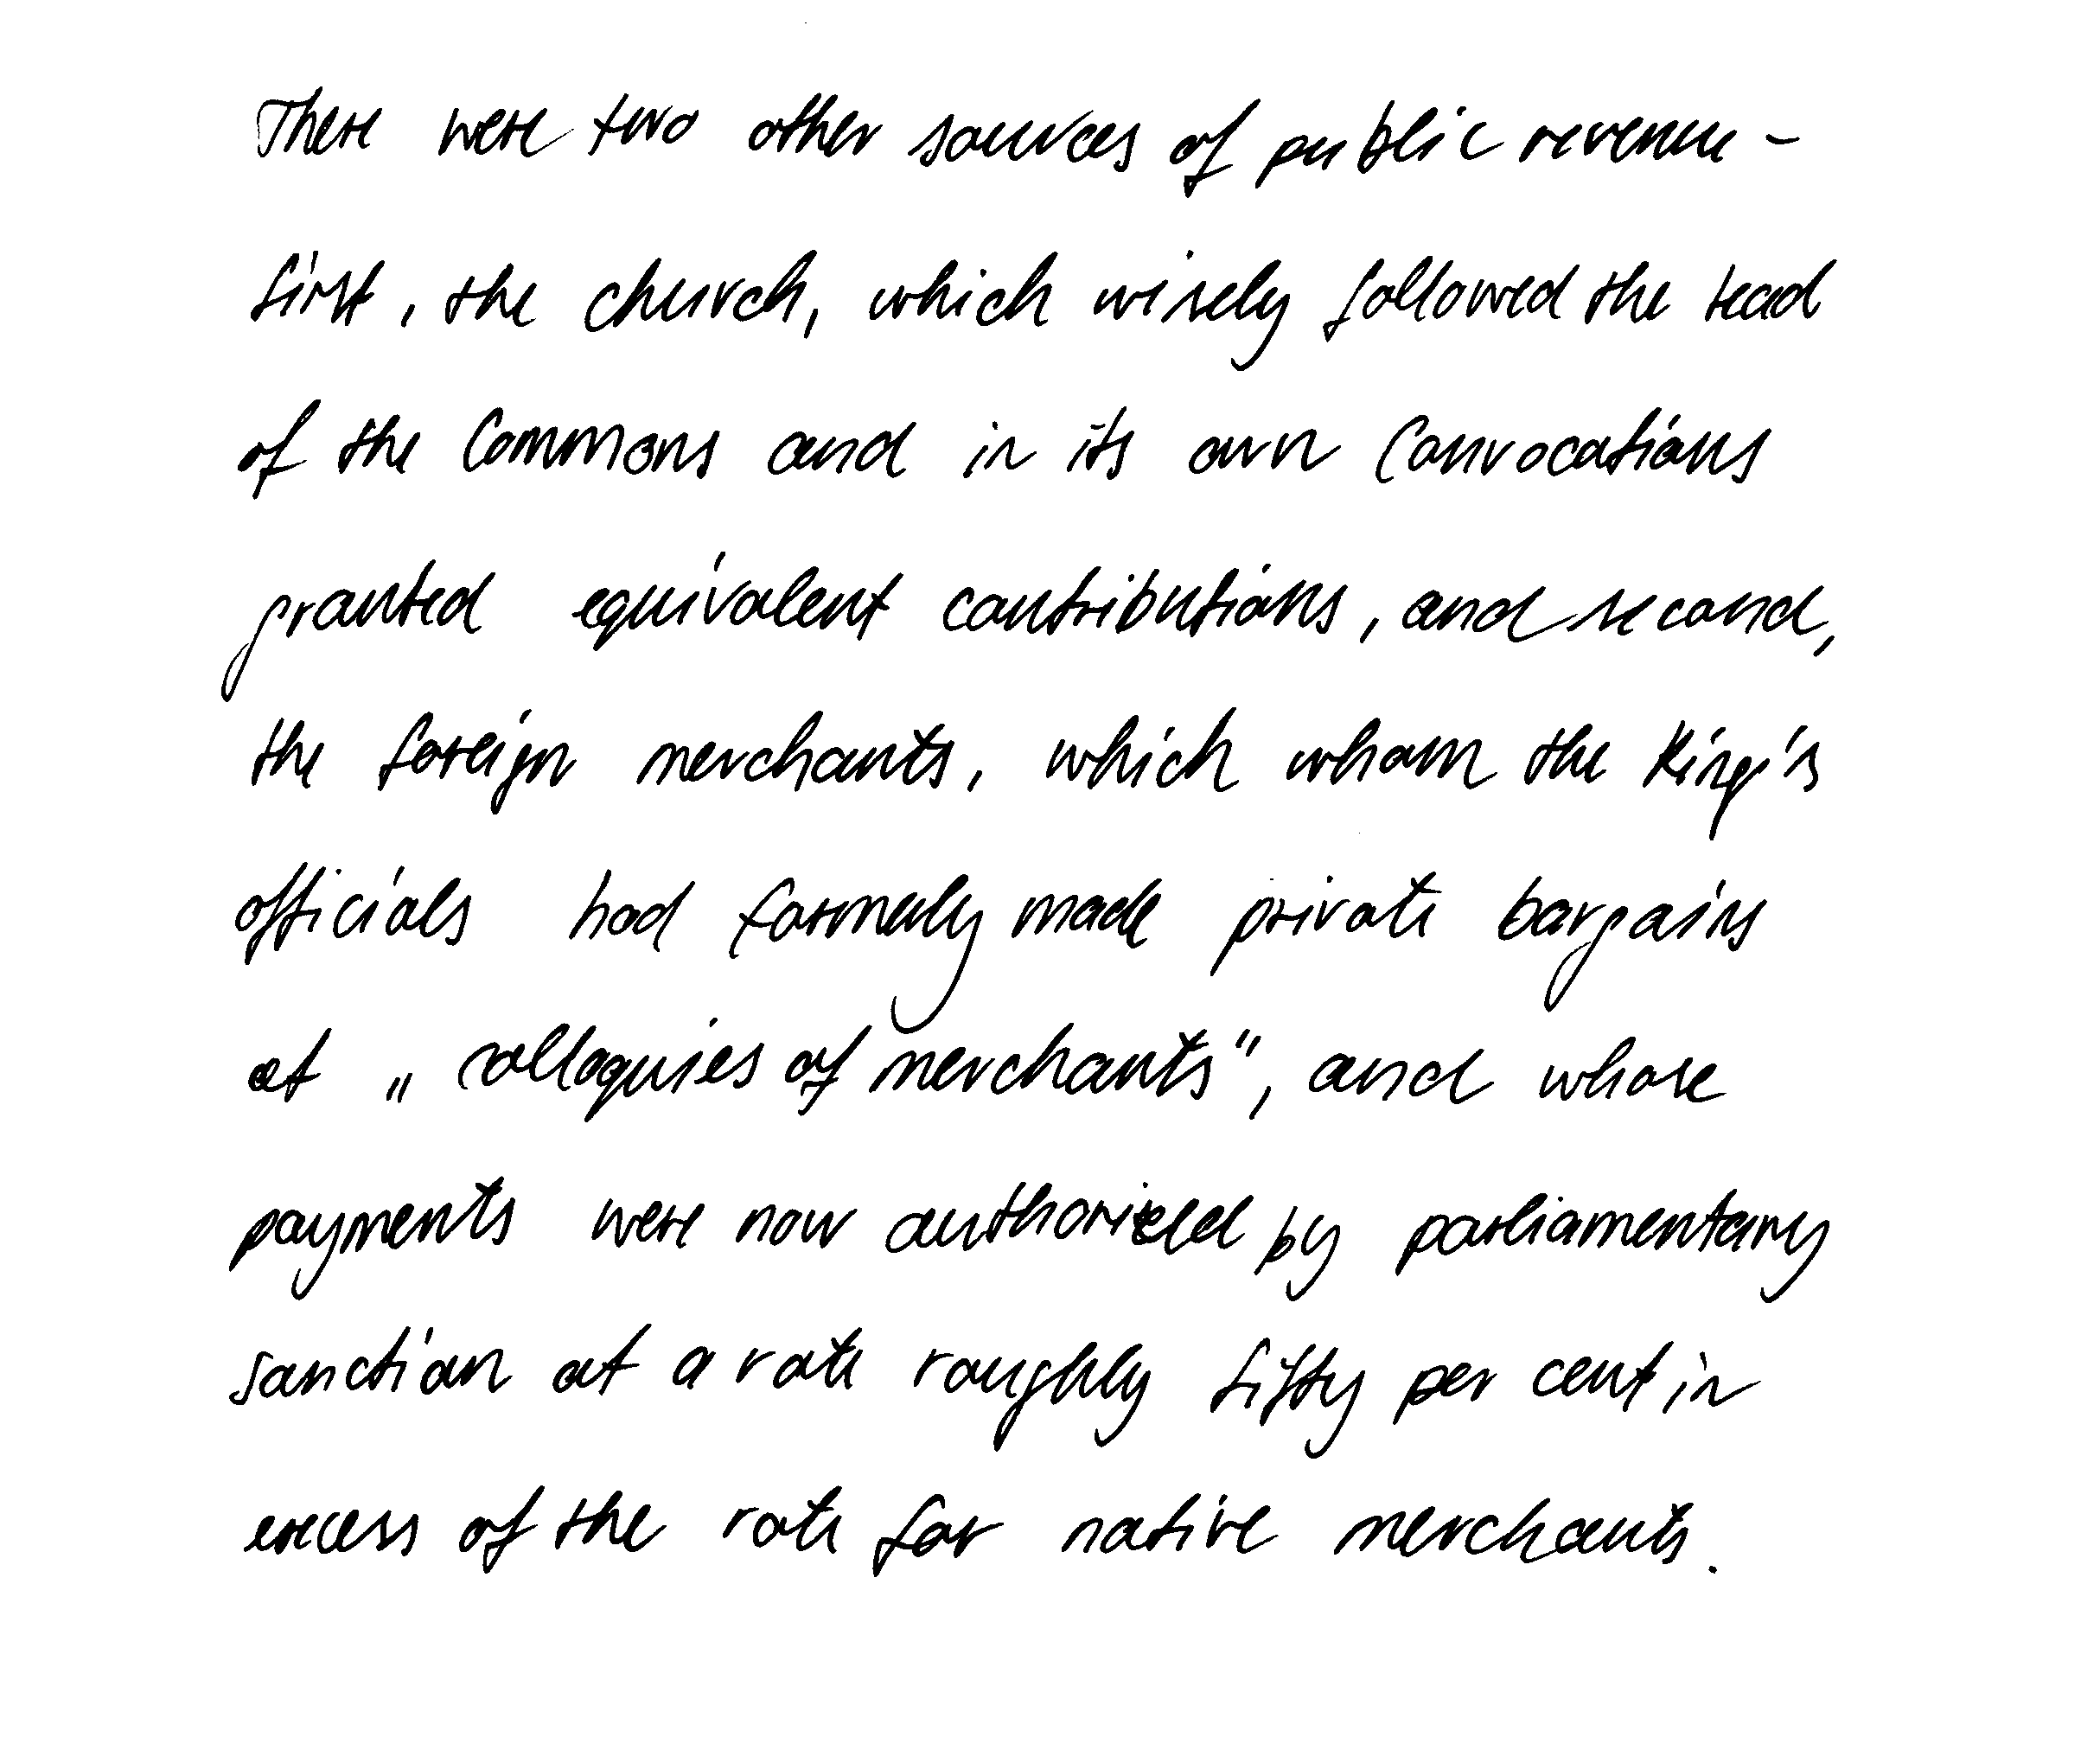 There were two other sources of public revenue -
first, the church, which wisely followed the lead
of the Commons and in its own Convocations
granted equivalent contributions, and second,
the foreign merchants, which wham the King's
officials had formerly made private bargains
at „colloquies of merchants", and whose
payments were now authorized by parliamentary
sanction at a rate roughly fifty per cent in
excess of the rate for native merchants.